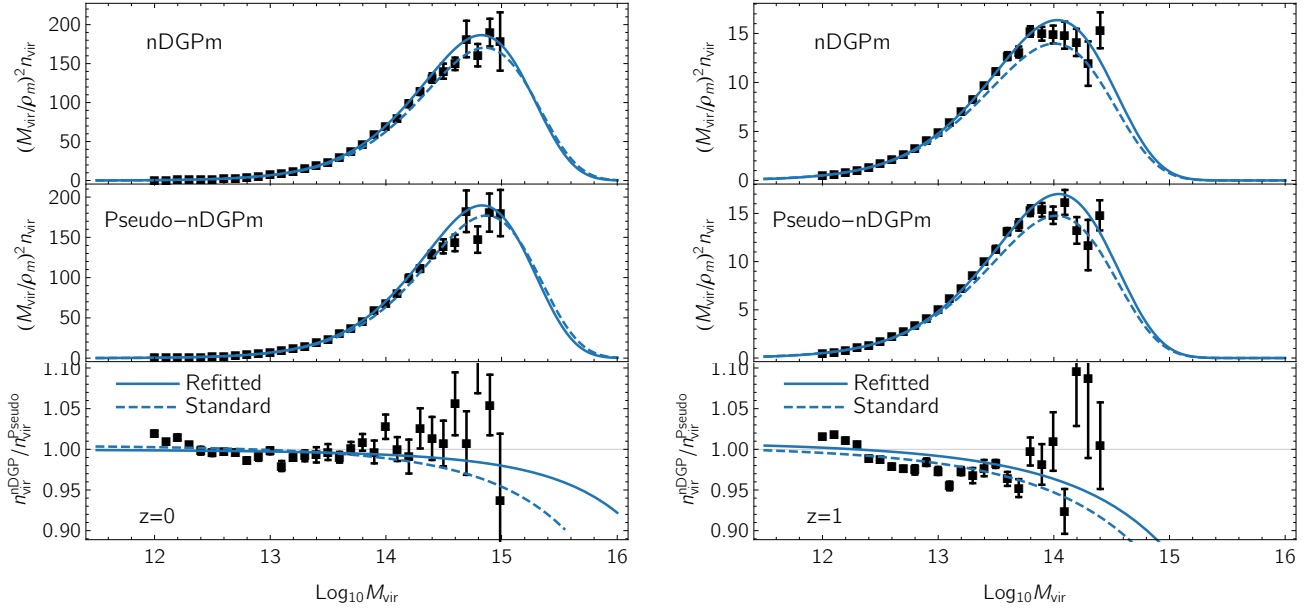 nDGPm
(M_vir/ρ_m)^2 n_vir
200
150
100
50
0
Pseudo−nDGPm
(M_vir/ρ_m)^2 n_vir
200
150
100
50
0
Refitted
Standard
n_vir^nDGP/n_vir^Pseudo
1.10
1.05
1.00
0.95
0.90
z=0
12 13 14 15 16
Log_10 M_vir
nDGPm
(M_vir/ρ_m)^2 n_vir
15
10
5
0
Pseudo−nDGPm
(M_vir/ρ_m)^2 n_vir
15
10
5
0
Refitted
Standard
n_vir^nDGP/n_vir^Pseudo
1.10
1.05
1.00
0.95
0.90
z=1
12 13 14 15 16
Log_10 M_vir